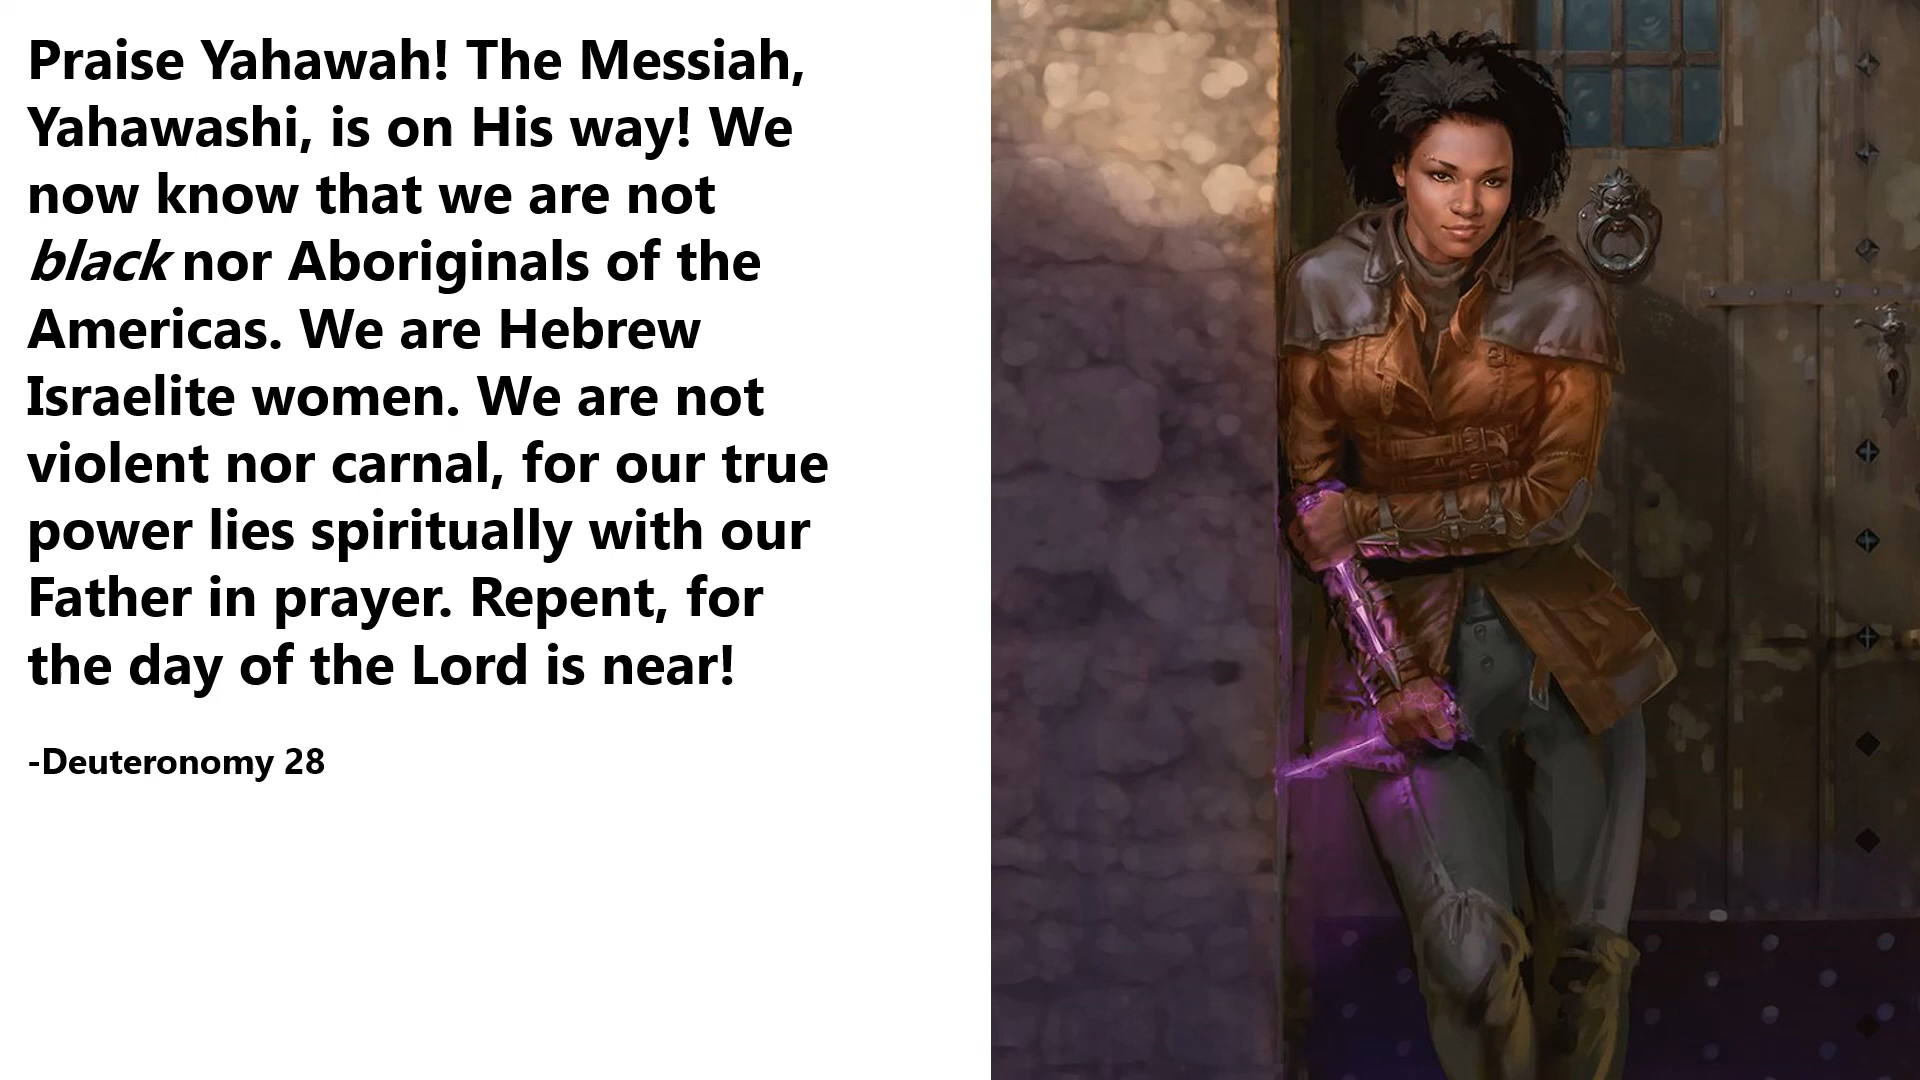 Praise Yahawah! The Messiah,
Yahawashi, is on His way! We
now know that we are not
black nor Aboriginals of the
Americas. We are Hebrew
Israelite women. We are not
violent nor carnal, for our true
power lies spiritually with our
Father in prayer. Repent, for
the day of the Lord is near!
-Deuteronomy 28